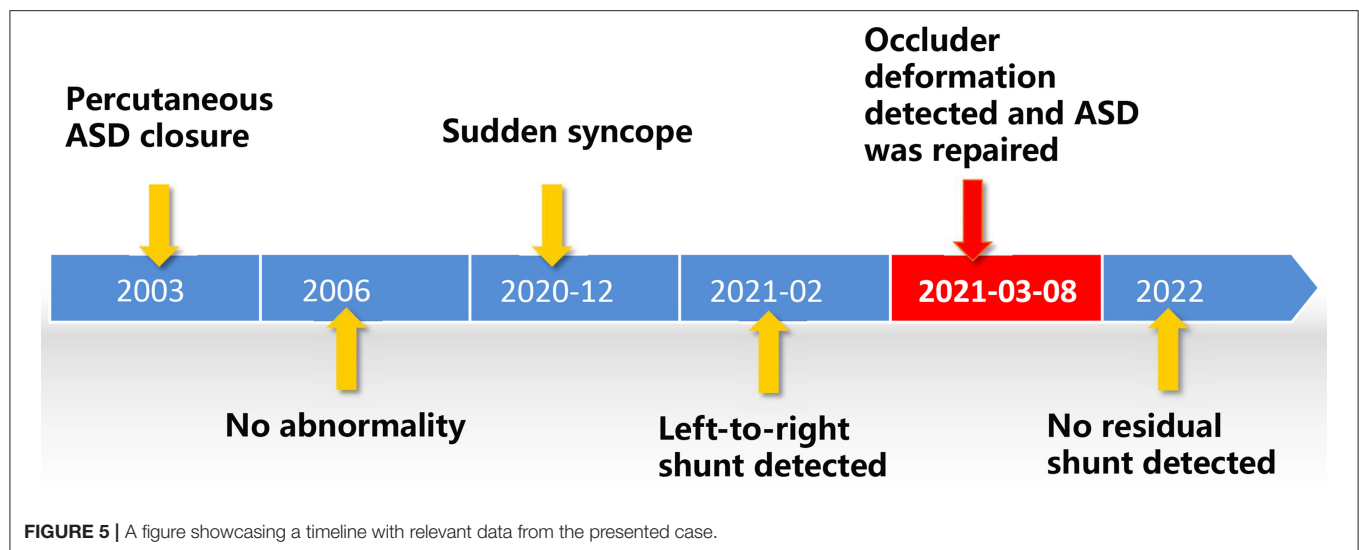 Percutaneous
ASD closure
Sudden syncope
Occluder
deformation
detected and ASD
was repaired
2003
2006
2020-12
2021-02
2021-03-08
2022
No abnormality
Left-to-right
shunt detected
No residual
shunt detected
FIGURE 5 | A figure showcasing a timeline with relevant data from the presented case.